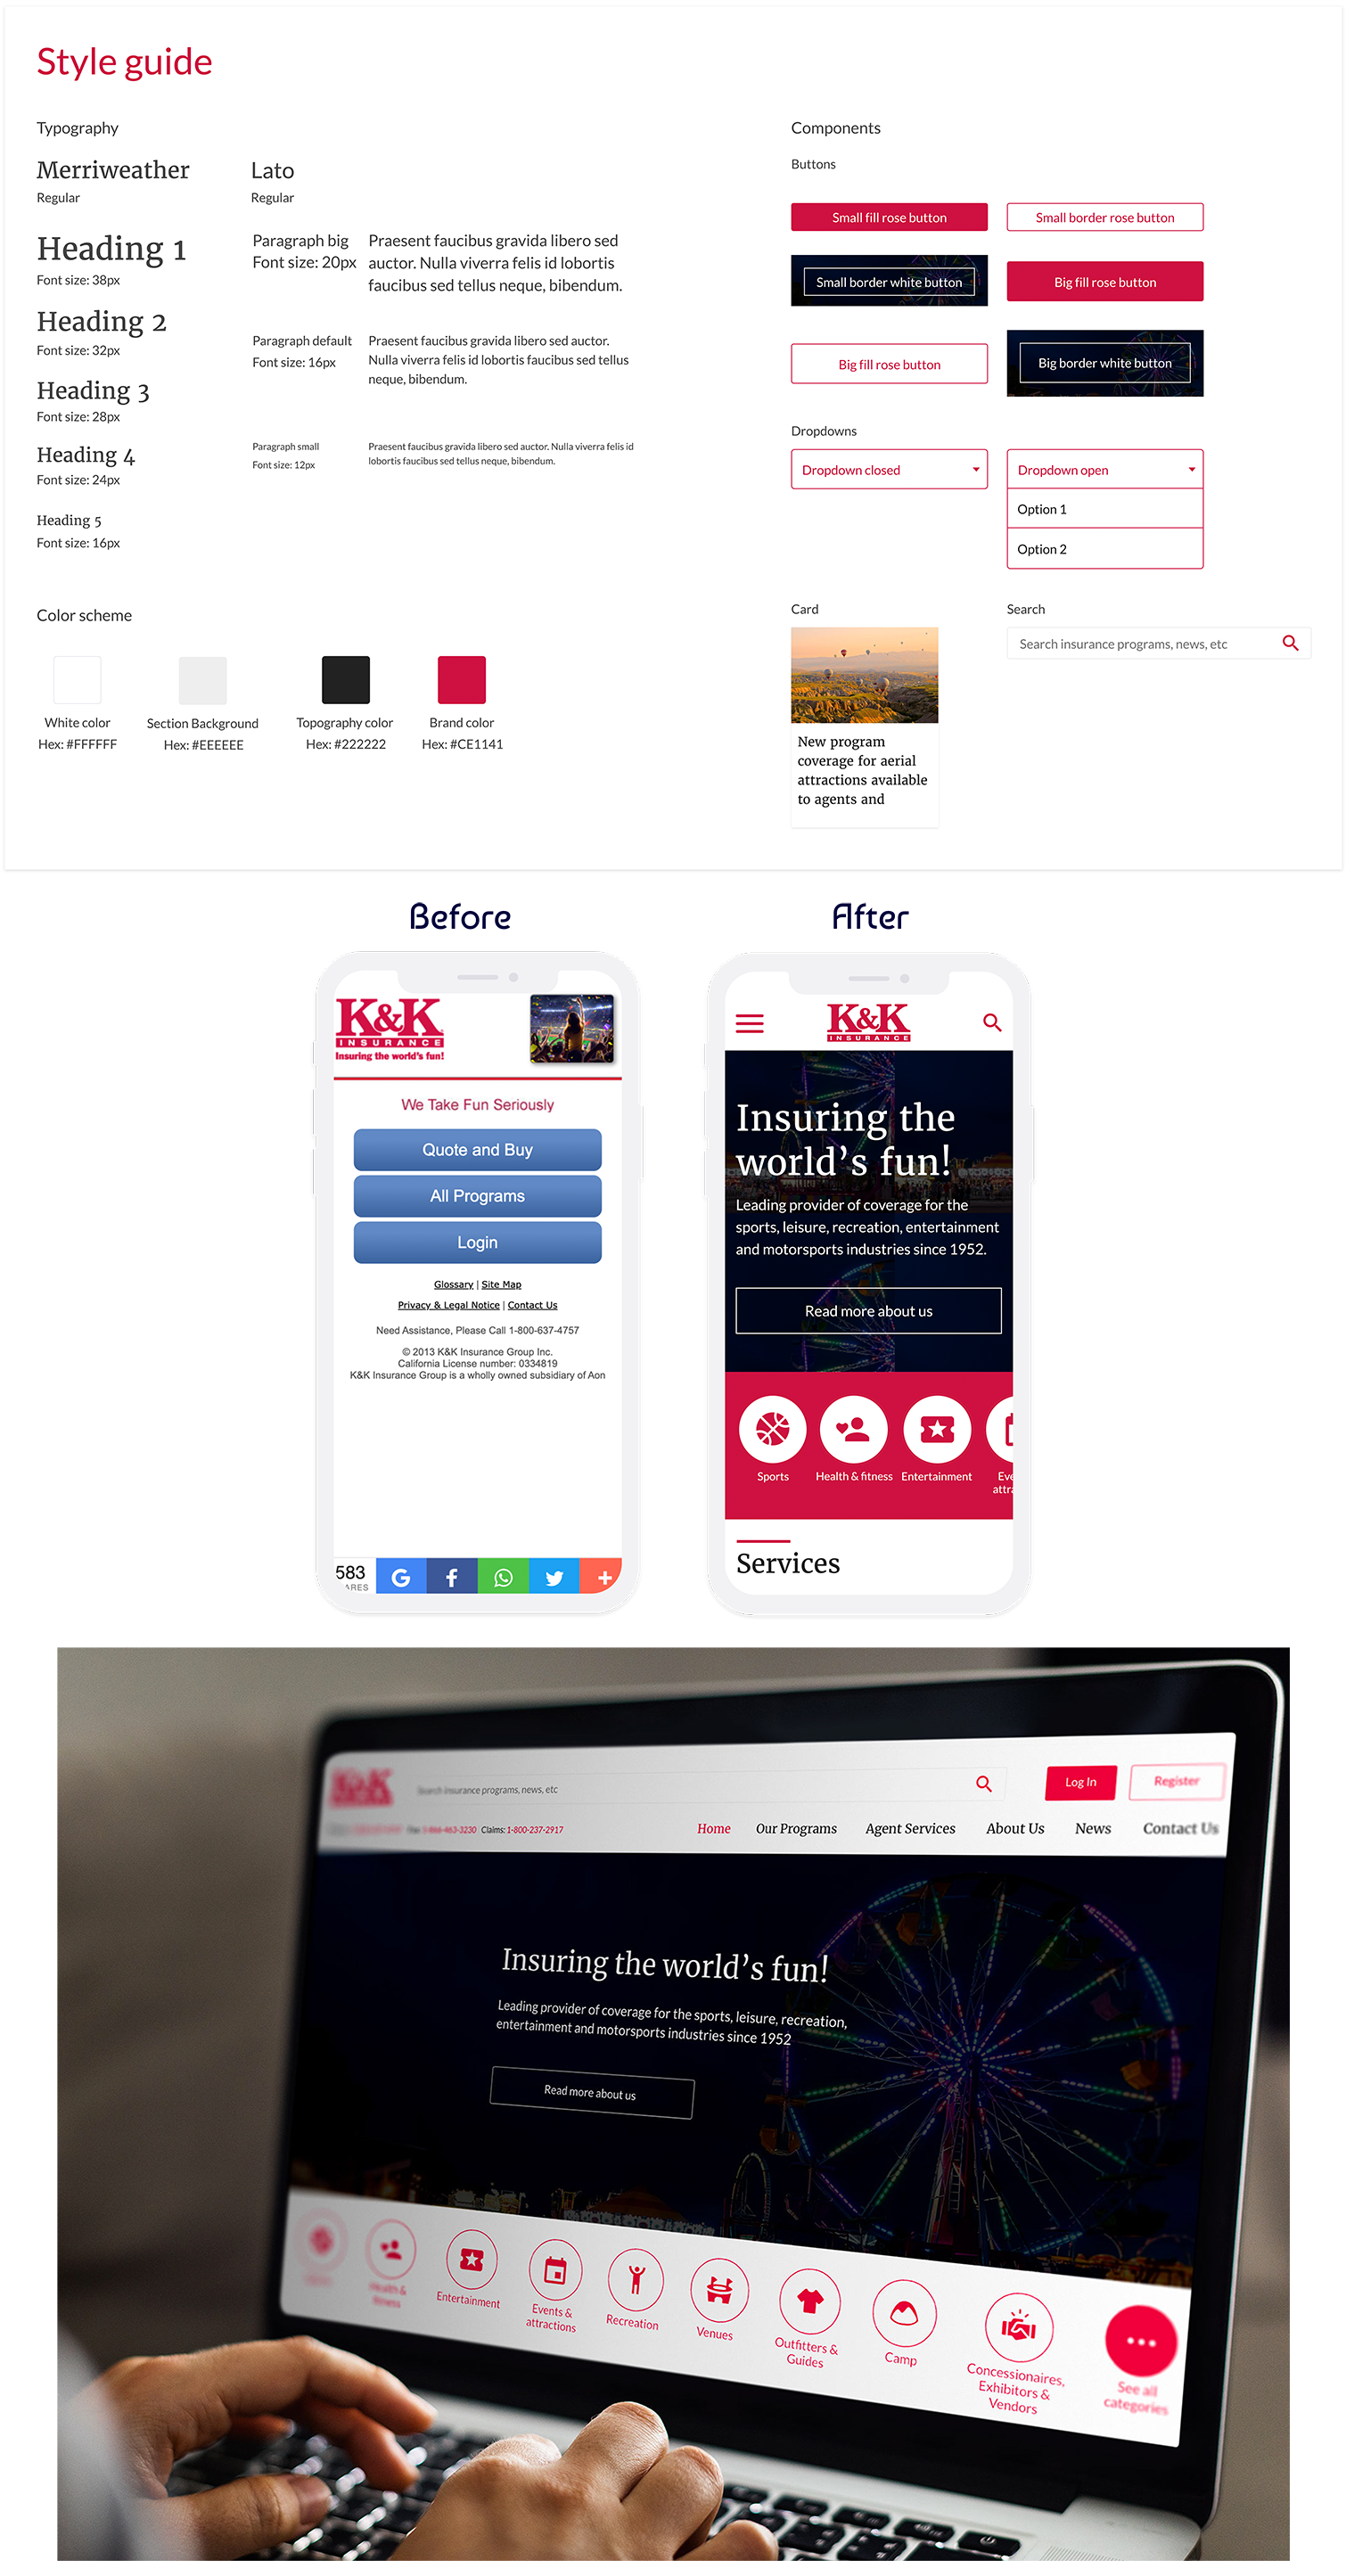 Style guide
Typography
Merriweather
Regular
Heading 1
Font size: 38px
Heading 2
Font size: 32px
Heading 3
Font size: 28px
Heading 4
Font size: 24px
Heading 5
Font size: 16px
Lato
Regular
Paragraph big
Font size: 20px
Praesent faucibus gravida libero sed
auctor. Nulla viverra felis id lobortis
faucibus sed tellus neque, bibendum.
Paragraph default
Font size: 16px
Praesent faucibus gravida libero sed auctor.
Nulla viverra felis id lobortis faucibus sed tellus
neque, bibendum.
Paragraph small
Font size: 12px
Praesent faucibus gravida libero sed auctor. Nulla viverra felis id
lobortis faucibus sed tellus neque, bibendum.
Color scheme
White color
Hex: #FFFFFF
Section Background
Hex: #EEEEEE
Topography color
Hex: #222222
Brand color
Hex: #CE1141
Components
Buttons
Small fill rose button
Small border rose button
Small border white button
Big fill rose button
Big fill rose button
Big border white button
Dropdowns
Dropdown closed
Dropdown open
Option 1
Option 2
Card
New program
coverage for aerial
attractions available
to agents and
Search
Search insurance programs, news, etc
Before
K&K
INSURANCE
Insuring the world's fun!
We Take Fun Seriously
Quote and Buy
All Programs
Login
Glossary | Site Map
Privacy & Legal Notice | Contact Us
Need Assistance, Please Call 1-800-637-4757
© 2013 K&K Insurance Group Inc.
California License number: 0334819
K&K Insurance Group is a wholly owned subsidiary of Aon
583
ARES
After
K&K
INSURANCE
Insuring the
world's fun!
Leading provider of coverage for the
sports, leisure, recreation, entertainment
and motorsports industries since 1952.
Read more about us
Sports
Health & fitness
Entertainment
Eve
attra
Services
K&K
Search insurance programs, news, etc
Log In
Register
Fax 1-866-463-3230 Claims: 1-800-237-2917
Home
Our Programs
Agent Services
About Us
News
Contact Us
Insuring the world's fun!
Leading provider of coverage for the sports, leisure, recreation,
entertainment and motorsports industries since 1952
Read more about us
Health &
fitness
Entertainment
Events &
attractions
Recreation
Venues
Outfitters &
Guides
Camp
Concessionaires,
Exhibitors &
Vendors
See all
categories